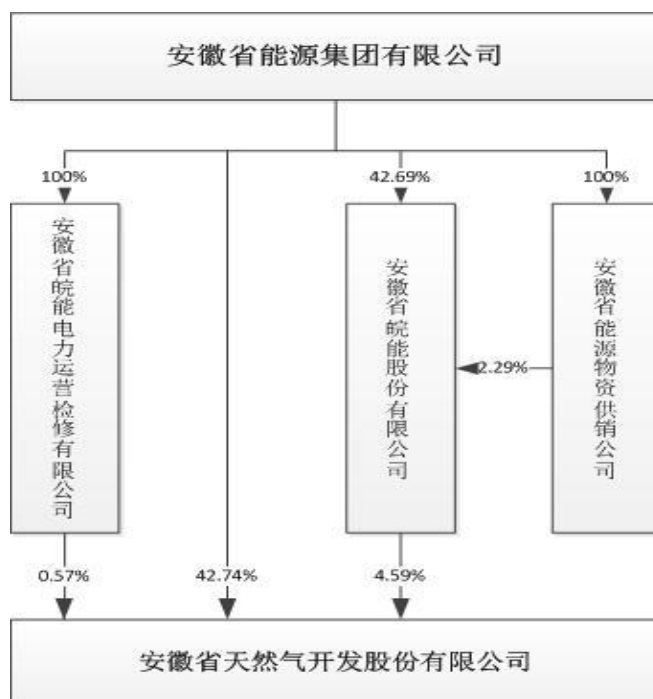 安徽省能源集团有限公司
100%
42.69%
100%
安徽省皖能电力运营检修有限公司
安徽省皖能股份有限公司
安徽省能源物资供销公司
2.29%
0.57%
42.74%
4.59%
安徽省天然气开发股份有限公司